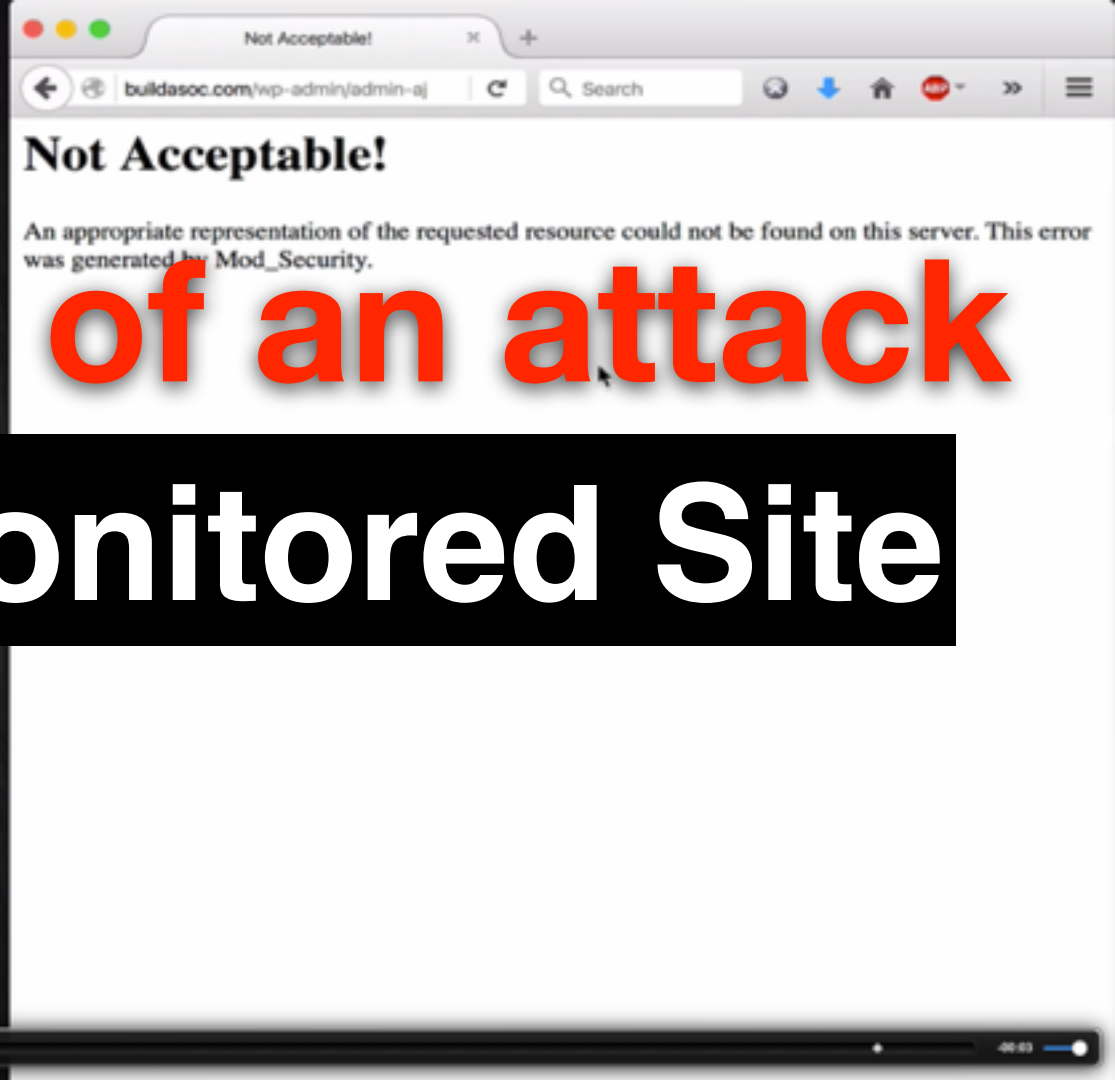 Not Acceptable!
buildasoc.com/wp-admin/admin-aj
Search
ABP
Not Acceptable!
An appropriate representation of the requested resource could not be found on this server. This error
was generated by Mod_Security.
of an attack
onitored Site
-00:03